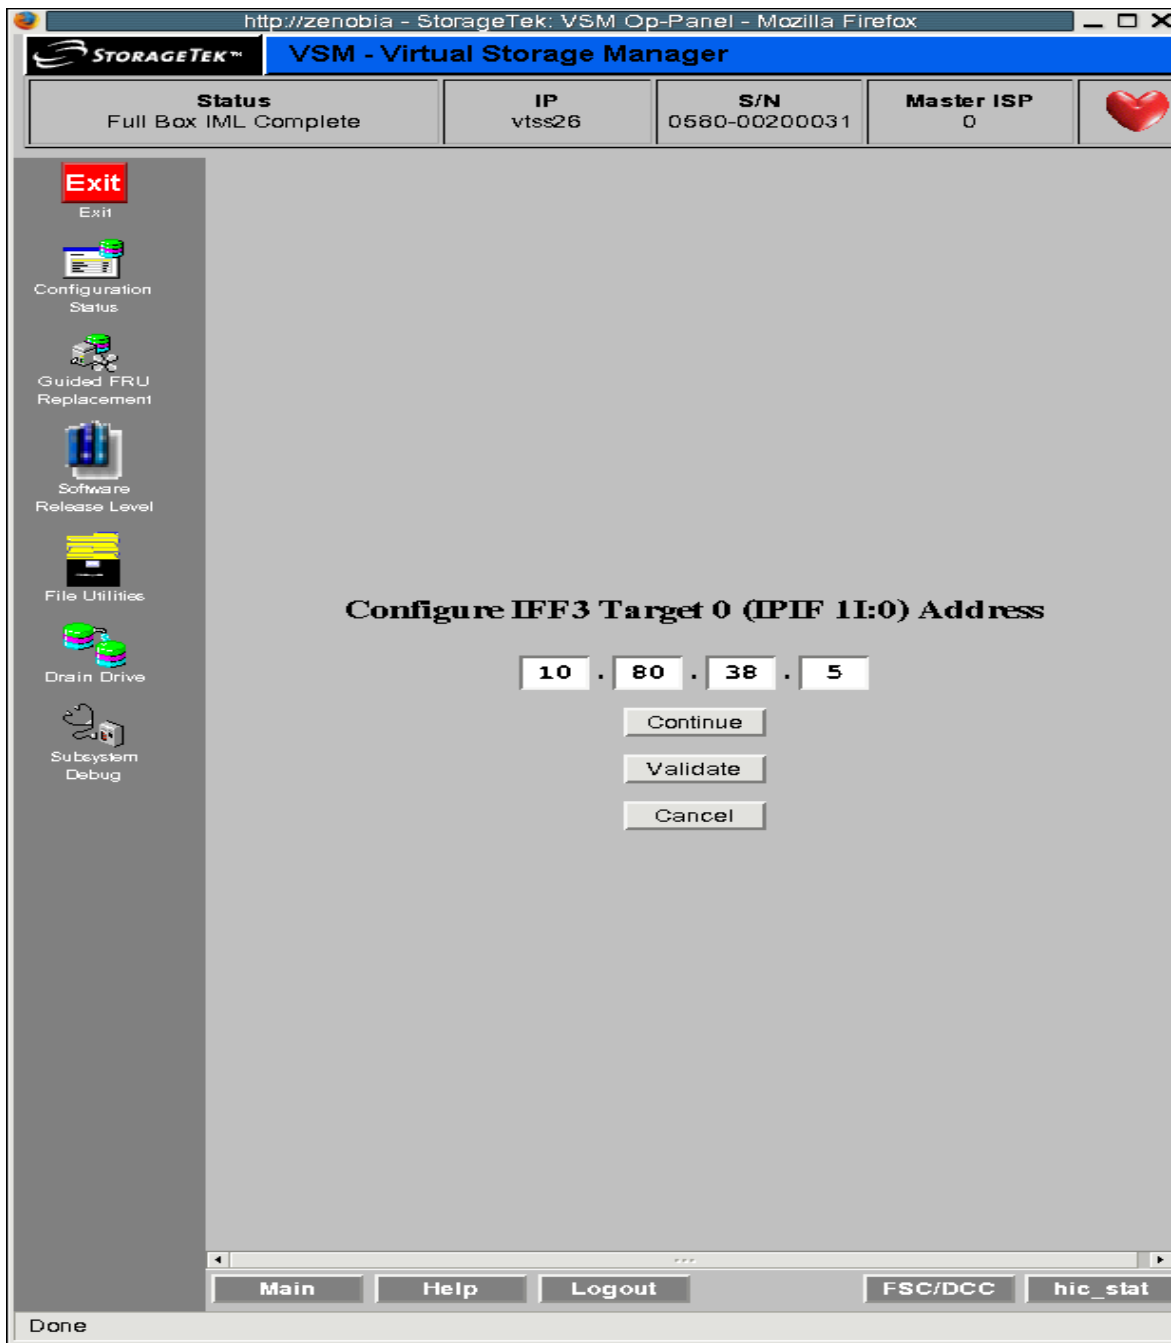 http://zenobia - StorageTek: VSM Op-Panel - Mozilla Firefox
STORAGETEK™
VSM - Virtual Storage Manager
Status
Full Box IML Complete
IP
vtss26
S/N
0580-00200031
Master ISP
0
Exit
Exit
Configuration
Status
Guided FRU
Replacement
Software
Release Level
File Utilities
Drain Drive
Subsystem
Debug
Configure IFF3 Target 0 (IPIF 1I:0) Address
10 . 80 . 38 . 5
Continue
Validate
Cancel
Main
Help
Logout
FSC/DCC
hic_stat
Done